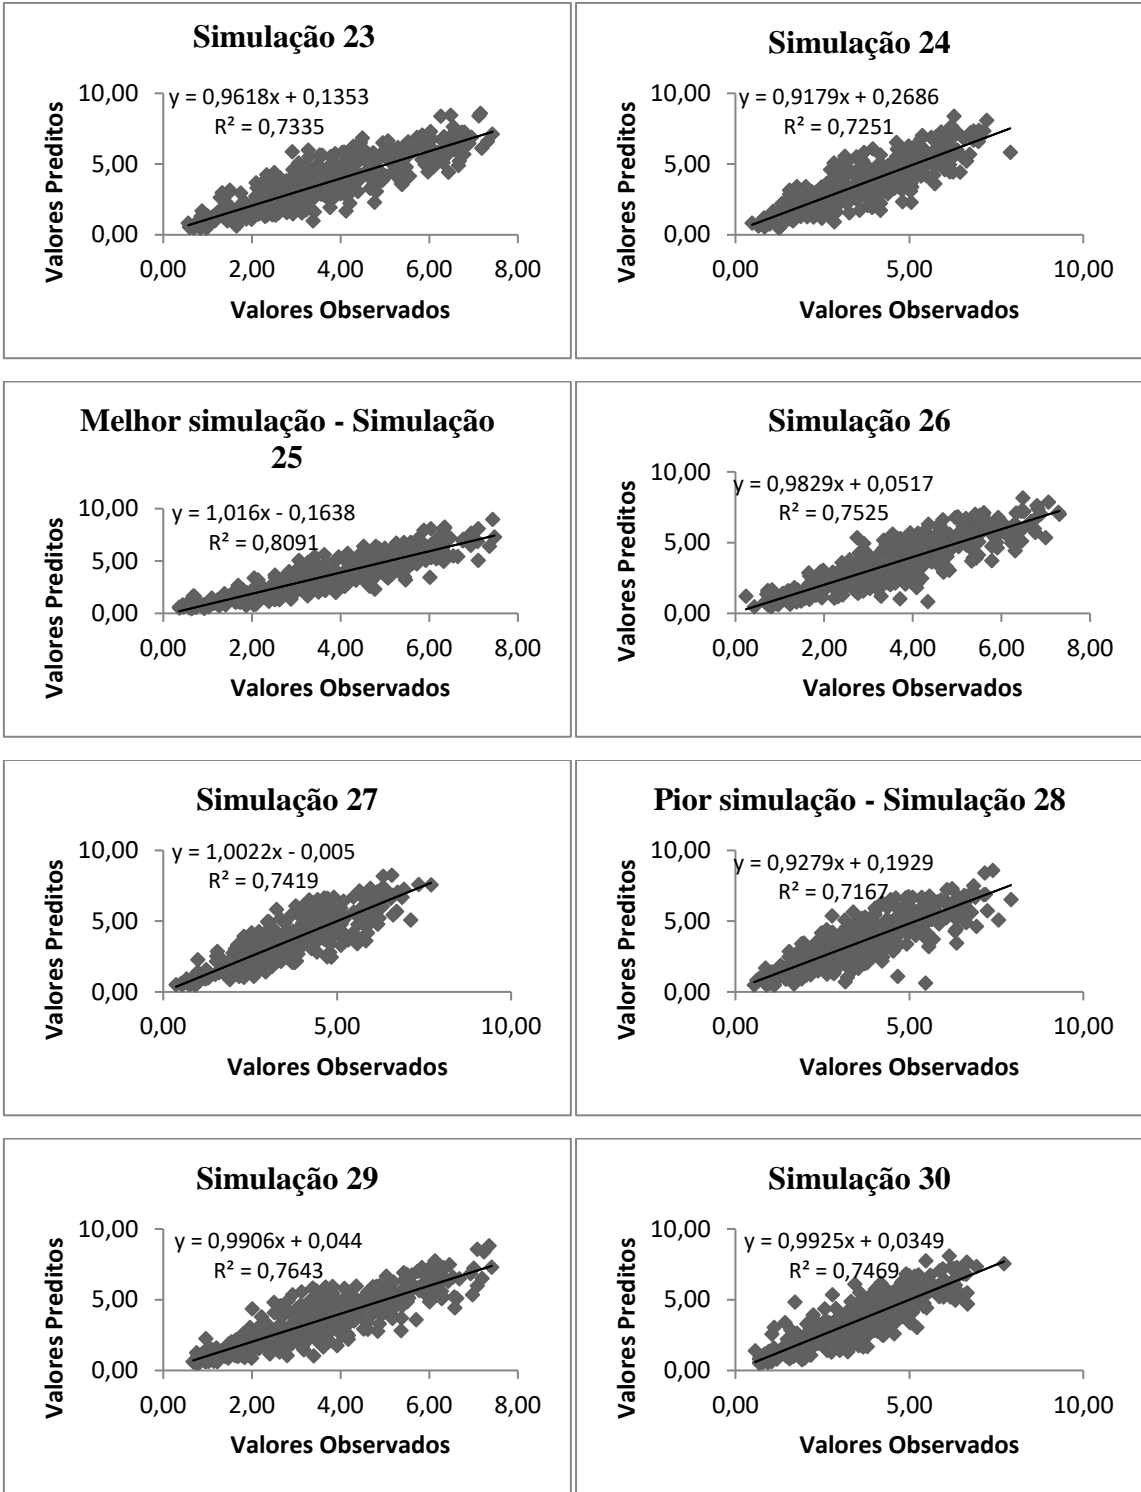 Simulação 23
y = 0,9618x + 0,1353
R² = 0,7335
10,00
5,00
0,00
0,00 2,00 4,00 6,00 8,00
Valores Preditos
Valores Observados
Simulação 24
y = 0,9179x + 0,2686
R² = 0,7251
10,00
5,00
0,00
0,00 5,00 10,00
Valores Preditos
Valores Observados
Melhor simulação - Simulação
25
y = 1,016x - 0,1638
R² = 0,8091
10,00
5,00
0,00
0,00 2,00 4,00 6,00 8,00
Valores Preditos
Valores Observados
Simulação 26
y = 0,9829x + 0,0517
R² = 0,7525
10,00
5,00
0,00
0,00 2,00 4,00 6,00 8,00
Valores Preditos
Valores Observados
Simulação 27
y = 1,0022x - 0,005
R² = 0,7419
10,00
5,00
0,00
0,00 5,00 10,00
Valores Preditos
Valores Observados
Pior simulação - Simulação 28
y = 0,9279x + 0,1929
R² = 0,7167
10,00
5,00
0,00
0,00 5,00 10,00
Valores Preditos
Valores Observados
Simulação 29
y = 0,9906x + 0,044
R² = 0,7643
10,00
5,00
0,00
0,00 2,00 4,00 6,00 8,00
Valores Preditos
Valores Observados
Simulação 30
y = 0,9925x + 0,0349
R² = 0,7469
10,00
5,00
0,00
0,00 5,00 10,00
Valores Preditos
Valores Observados